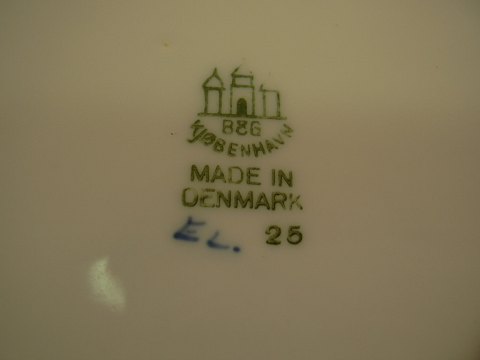 B&G
KJØBENHAVN
MADE IN
DENMARK
EL. 25